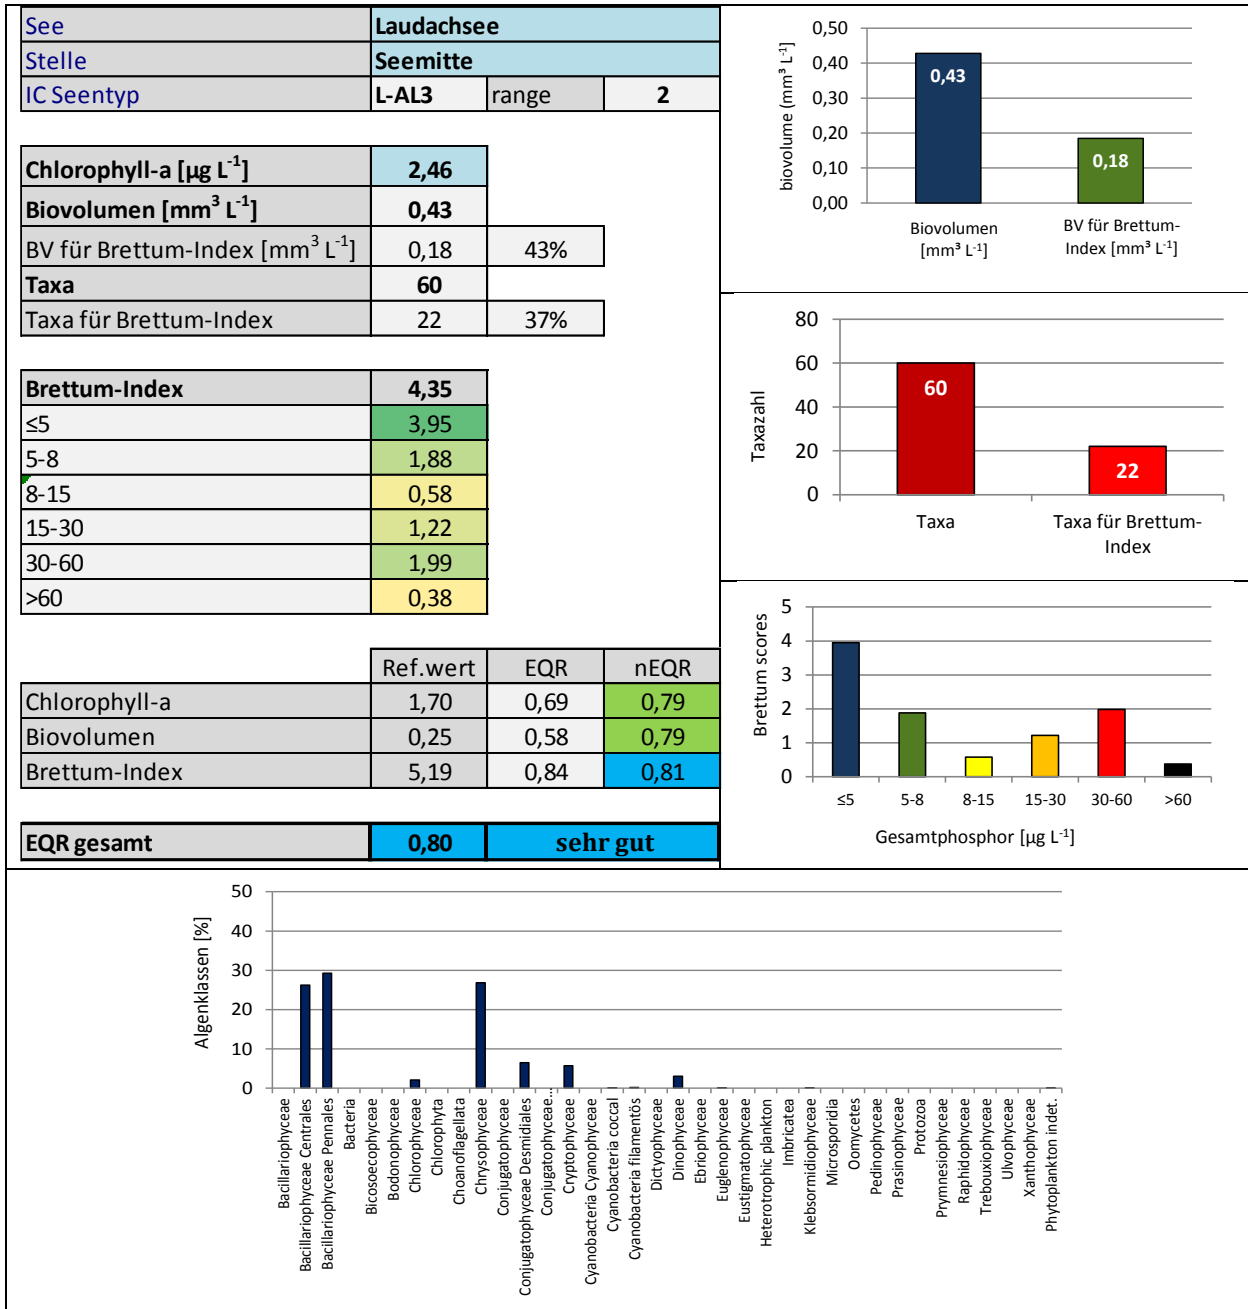 See Laudachsee
Stelle Seemitte
IC Seentyp L-AL3 range 2
Chlorophyll-a [µg L-1] 2,46
Biovolumen [mm3 L-1] 0,43
BV für Brettum-Index [mm3 L-1] 0,18 43%
Taxa 60
Taxa für Brettum-Index 22 37%
Brettum-Index 4,35
≤5 3,95
5-8 1,88
8-15 0,58
15-30 1,22
30-60 1,99
>60 0,38
Ref.wert EQR nEQR
Chlorophyll-a 1,70 0,69 0,79
Biovolumen 0,25 0,58 0,79
Brettum-Index 5,19 0,84 0,81
EQR gesamt 0,80 sehr gut
biovolume (mm³ L-1)
0,50
0,40
0,30
0,20
0,10
0,00
0,43
0,18
Biovolumen
[mm³ L-1]
BV für Brettum-
Index [mm³ L-1]
Taxazahl
80
60
40
20
0
60
22
Taxa
Taxa für Brettum-
Index
Brettum scores
5
4
3
2
1
0
≤5 5-8 8-15 15-30 30-60 >60
Gesamtphosphor [µg L-1]
Algenklassen [%]
50
40
30
20
10
0
Bacillariophyceae
Bacillariophyceae Centrales
Bacillariophyceae Pennales
Bacteria
Bicosoecophyceae
Bodonophyceae
Chlorophyceae
Chlorophyta
Choanoflagellata
Chrysophyceae
Conjugatophyceae
Conjugatophyceae Desmidiales
Conjugatophyceae...
Cryptophyceae
Cyanobacteria Cyanophyceae
Cyanobacteria coccal
Cyanobacteria filamentös
Dictyophyceae
Dinophyceae
Ebriophyceae
Euglenophyceae
Eustigmatophyceae
Heterotrophic plankton
Imbricatea
Klebsormidiophyceae
Microsporidia
Oomycetes
Pedinophyceae
Prasinophyceae
Protozoa
Prymnesiophyceae
Raphidophyceae
Trebouxiophyceae
Ulvophyceae
Xanthophyceae
Phytoplankton indet.